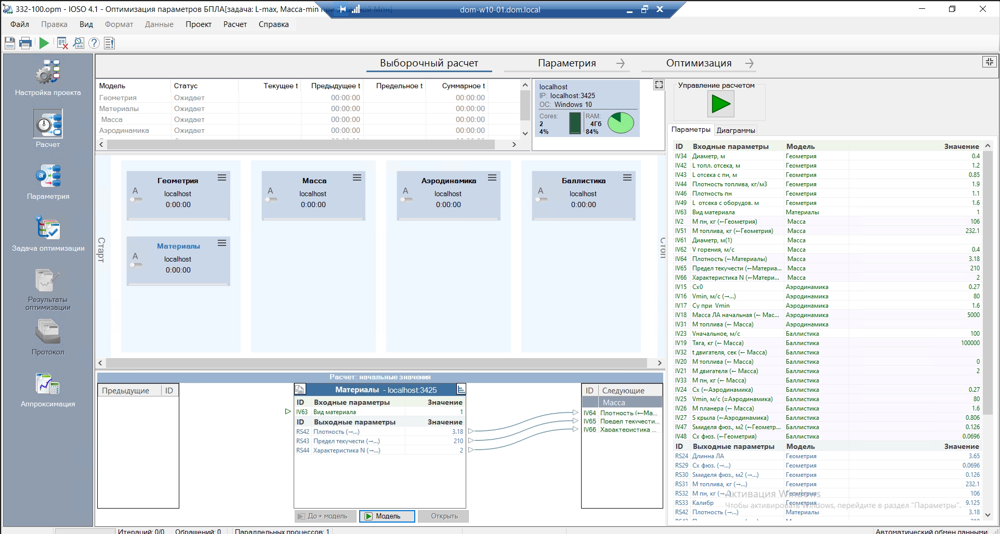 332-100.opm - IOSO 4.1 - Оптимизация параметров БПЛА[задача: L-max, Масса-min
dom-w10-01.dom.local
Файл Правка Вид Формат Данные Проект Расчет Справка
Настройка проекта
Расчет
Параметрия
Задача оптимизации
Результаты
оптимизации
Протокол
Аппроксимация
Выборочный расчет Параметрия Оптимизация
Модель Статус Текущее t Предыдущее t Предельное t Суммарное t
Геометрия Ожидает 00:00:00 00:00:00
Материалы Ожидает 00:00:00 00:00:00
Масса Ожидает 00:00:00 00:00:00
Аэродинамика Ожидает 00:00:00 00:00:00
localhost
IP: localhost:3425
ОС: Windows 10
Cores: 2 4%
RAM: 4Гб 84%
Старт
A Геометрия localhost 0:00:00
A Материалы localhost 0:00:00
A Масса localhost 0:00:00
A Аэродинамика localhost 0:00:00
A Баллистика localhost 0:00:00
Стоп
Расчет: начальные значения
Предыдущие ID
Материалы - localhost:3425
ID Входные параметры Значение
IV63 Вид материала 1
ID Выходные параметры Значение
RS42 Плотность (→...) 3.18
RS43 Предел текучести (→...) 210
RS44 Характеристика N (→...) 2
ID Следующие
Масса
IV64 Плотность (←Ма...
IV65 Предел текучести...
IV66 Характеристика ...
До + модель Модель Открыть
Управление расчетом
Параметры Диаграммы
ID Входные параметры Модель Значение
IV34 Диаметр, м Геометрия 0.4
IV42 L топл. отсека, м Геометрия 1.2
IV43 L отсека с пн, м Геометрия 0.85
IV44 Плотность топлива, кг/м3 Геометрия 1.9
IV46 Плотность пн Геометрия 1.1
IV49 L отсека с оборудов. м Геометрия 1.6
IV63 Вид материала Материалы 1
IV2 М пн, кг (←Геометрия) Масса 106
IV51 М топлива, кг (←Геометрия) Масса 232.1
IV61 Диаметр, м(1) Масса
IV62 V горения, м/с Масса 0.4
IV64 Плотность (←Материалы) Масса 3.18
IV65 Предел текучести (←Материа... Масса 210
IV66 Характеристика N (←Матери... Масса 2
IV15 Cx0 Аэродинамика 0.27
IV16 Vmin, м/с (→...) Аэродинамика 80
IV17 Су при Vmin Аэродинамика 1.6
IV18 Масса ЛА начальная (← Мас... Аэродинамика 5000
IV31 М топлива (← Масса) Аэродинамика
IV23 Vначальное, м/с Баллистика 100
IV19 Тяга, кг (← Масса) Баллистика 100000
IV32 t двигателя, сек (← Масса) Баллистика
IV20 М топлива (← Масса) Баллистика 0
IV21 М двигателя (← Масса) Баллистика 2
IV33 М пн, кг (← Масса) Баллистика
IV24 Cx (←Аэродинамика) Баллистика 0.27
IV25 Vmin, м/с (=Аэродинамика) Баллистика 80
IV26 М планера (← Масса) Баллистика 1.6
IV27 S крыла (←Аэродинамика) Баллистика 0.806
IV47 Sмиделя фюз., м2 (←Геометр... Баллистика 0.126
IV48 Сх фюз. (←Геометрия) Баллистика 0.0696
ID Выходные параметры Модель Значение
RS24 Длинна ЛА Геометрия 3.65
RS29 Сх фюз. (→...) Геометрия 0.0696
RS30 Sмиделя фюз., м2 (→...) Геометрия 0.126
RS31 М топлива, кг (→...) Геометрия 232.1
RS32 М пн, кг (→...) Геометрия 106
RS33 Калибр Геометрия 9.125
RS42 Плотность (→...) Материалы 3.18
Активация Windows
Чтобы активировать Windows, перейдите в раздел "Параметры".
Итераций: 0/0 Обращений: 0 Параллельных процессов: 1 Автоматический обмен данными